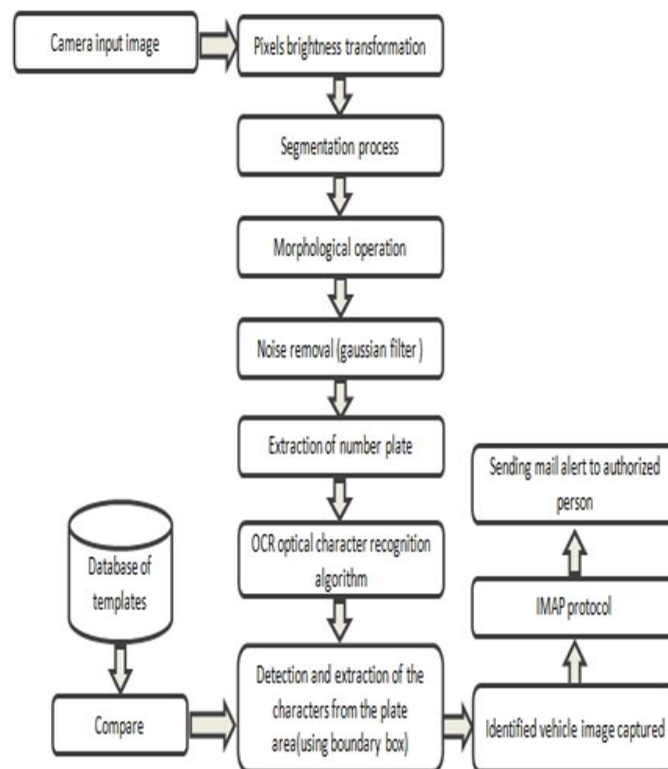 Camera input image
Pixels brightness transformation
Segmentation process
Morphological operation
Noise removal (gaussian filter )
Extraction of number plate
OCR optical character recognition
algorithm
Database of
templates
Compare
Detection and extraction of the
characters from the plate
area(using boundary box)
Identified vehicle image captured
IMAP protocol
Sending mail alert to authorized
person